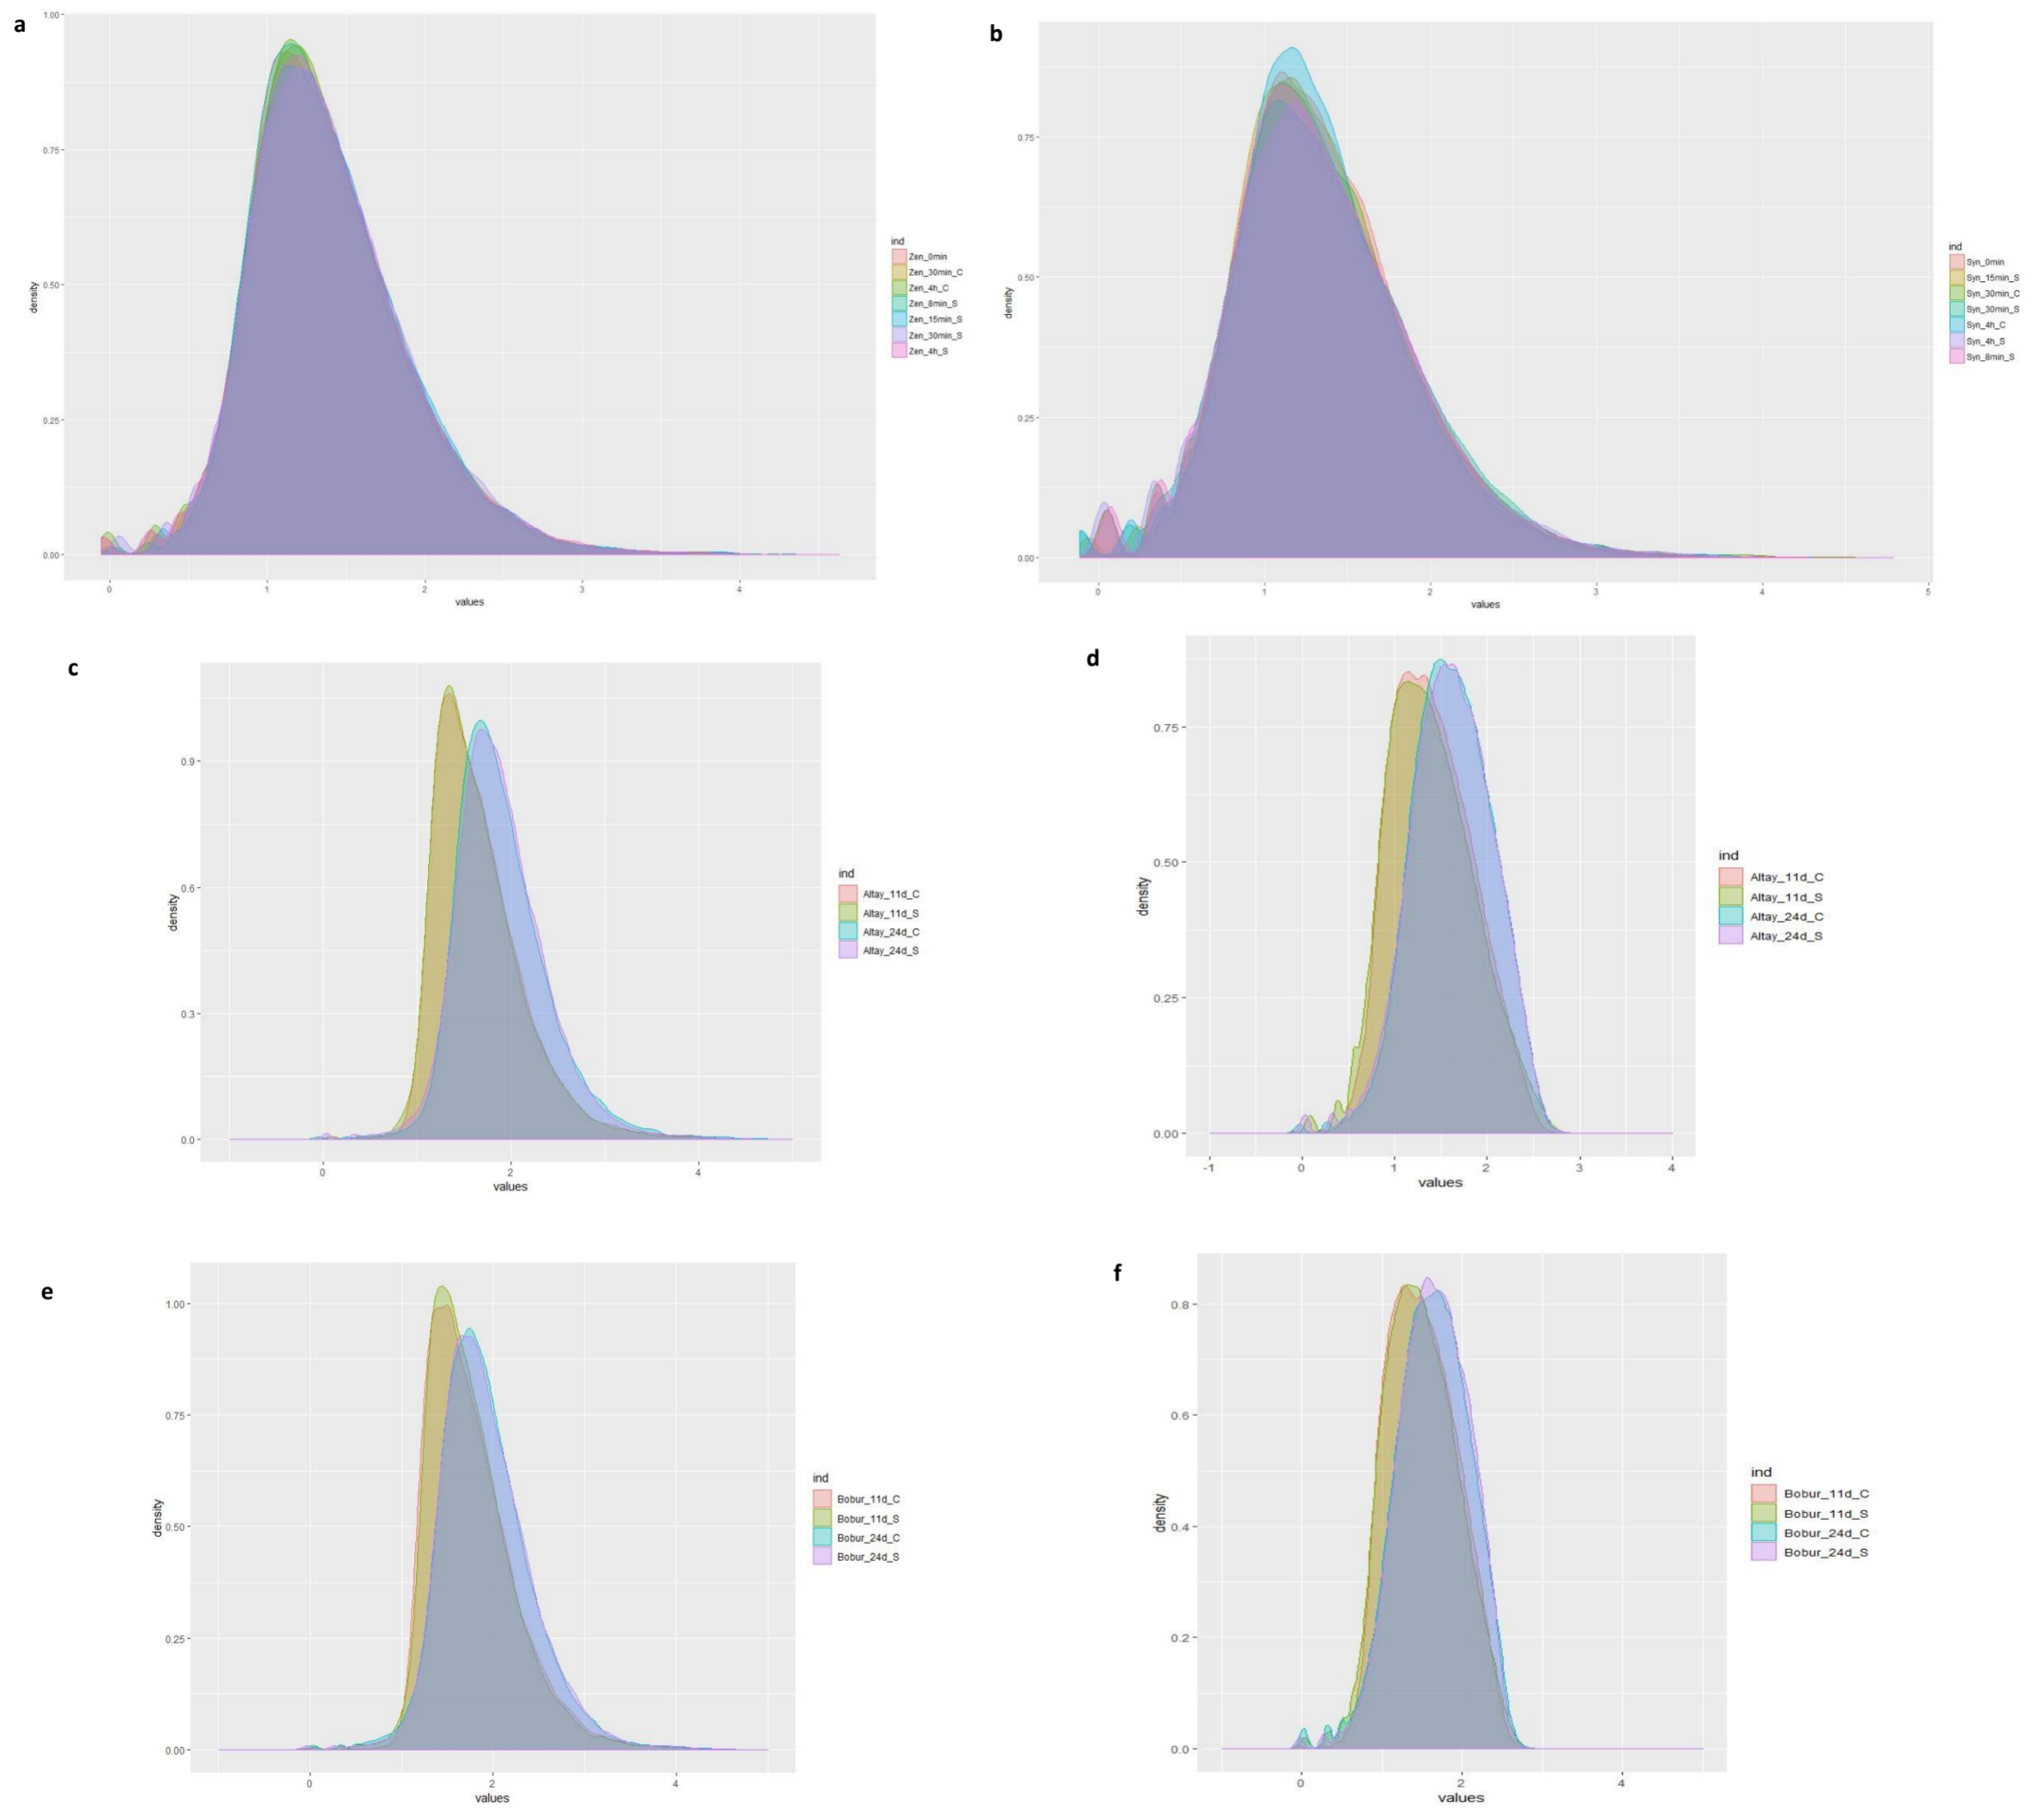 a
1.00
0.75
0.50
0.25
0.00
density
0
1
2
3
4
values
ind
Zen_0min
Zen_30min_C
Zen_4h_C
Zen_8min_S
Zen_15min_S
Zen_30min_S
Zen_4h_S
b
0.75
0.50
0.25
0.00
density
0
1
2
3
4
5
values
ind
Syn_0min
Syn_15min_S
Syn_30min_C
Syn_30min_S
Syn_4h_C
Syn_4h_S
Syn_8min_S
c
0.9
0.6
0.3
0.0
density
0
2
4
values
ind
Altay_11d_C
Altay_11d_S
Altay_24d_C
Altay_24d_S
d
0.75
0.50
0.25
0.00
density
-1
0
1
2
3
4
values
ind
Altay_11d_C
Altay_11d_S
Altay_24d_C
Altay_24d_S
e
1.00
0.75
0.50
0.25
0.00
density
0
2
4
values
ind
Bobur_11d_C
Bobur_11d_S
Bobur_24d_C
Bobur_24d_S
f
0.8
0.6
0.4
0.2
0.0
density
0
2
4
values
ind
Bobur_11d_C
Bobur_11d_S
Bobur_24d_C
Bobur_24d_S